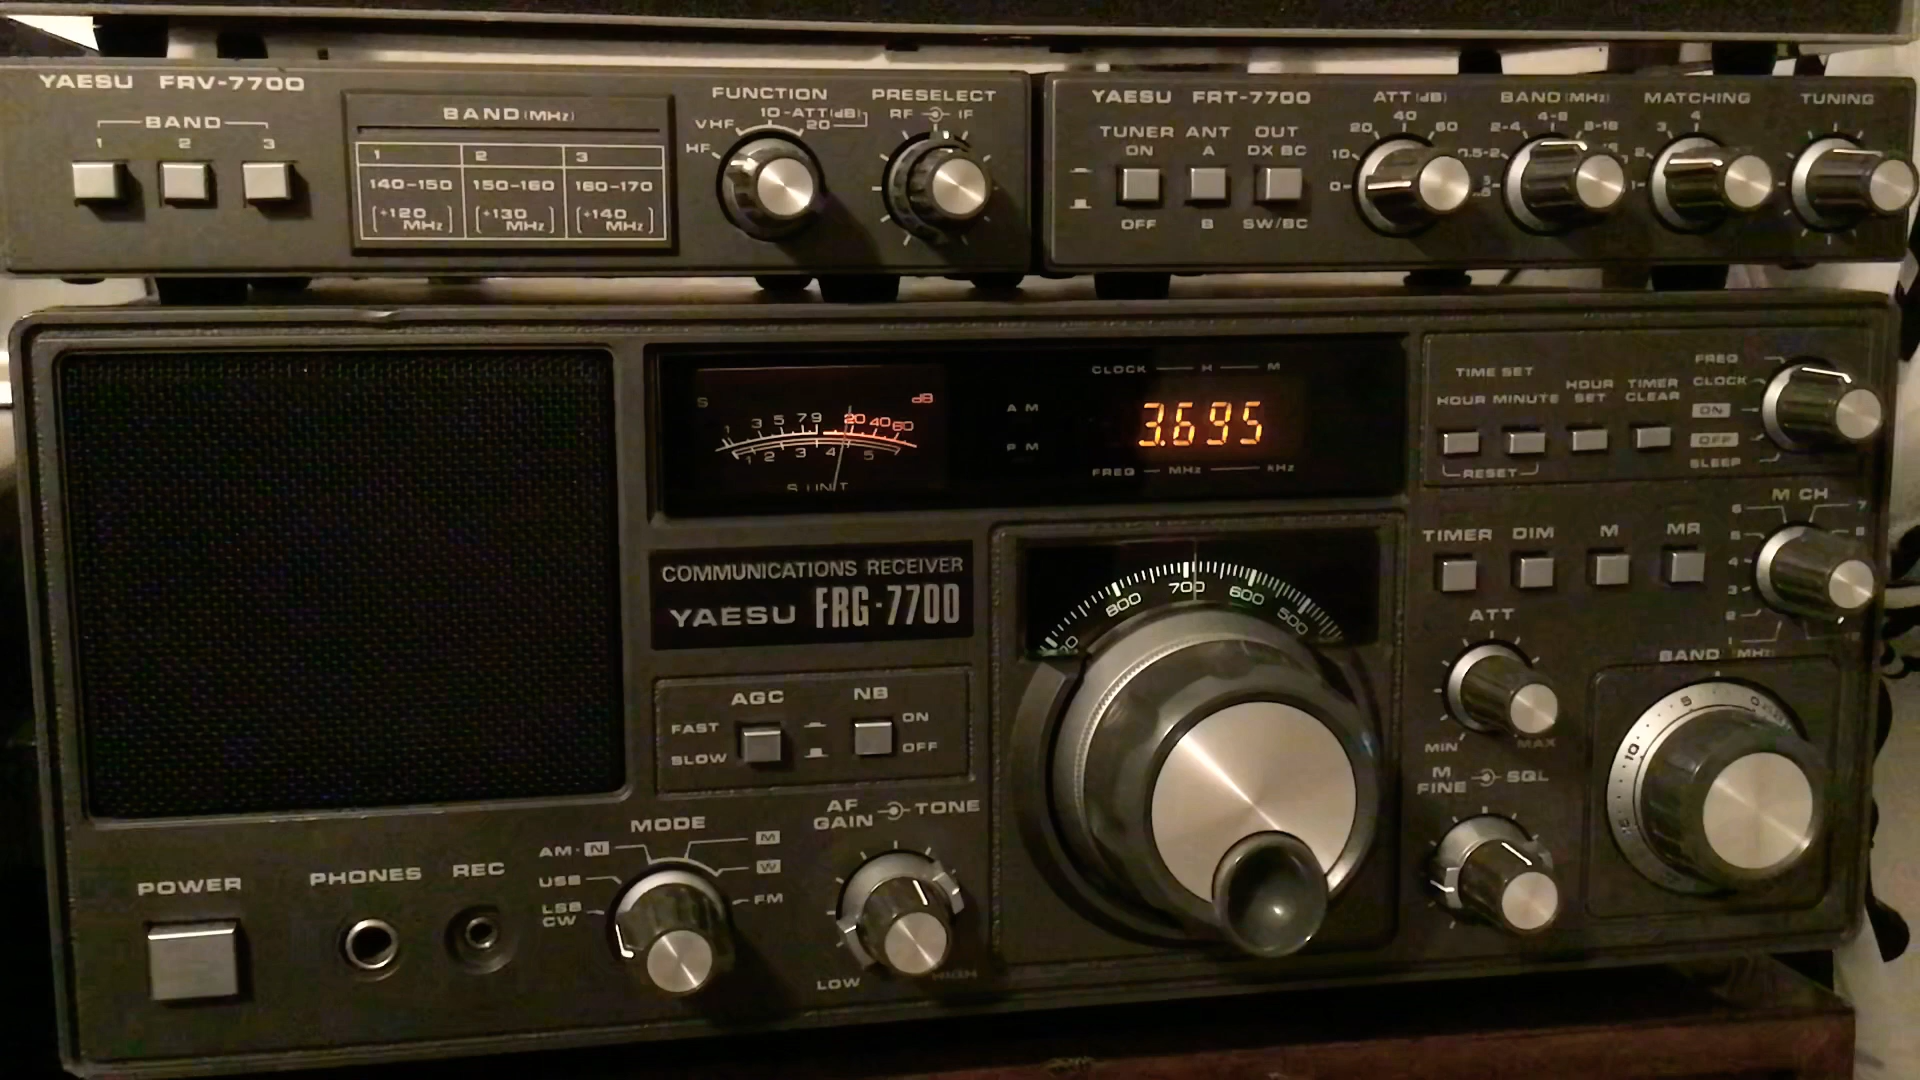 YAESU FRV-7700
BAND
1 2 3
BAND (MHz)
1 2 3
140-150 150-160 160-170
[+120 MHz] [+130 MHz] [+140 MHz]
FUNCTION
HF VHF 10-ATT(dB) 20
PRESELECT
RF IF
YAESU FRT-7700
TUNER ANT OUT
ON A DX BC
OFF B SW/BC
ATT (dB)
0 10 20 40 60
BAND (MHz)
2-4 4-8 8-16
MATCHING
1 2 3 4
TUNING
S dB
1 3 5 7 9 20 40 60
1 2 3 4 5
S UNIT
CLOCK H M
AM
PM
3.695
FREQ MHz kHz
TIME SET
HOUR MINUTE
HOUR SET
TIMER CLEAR
RESET
FREQ
CLOCK
ON
OFF
SLEEP
COMMUNICATIONS RECEIVER
YAESU FRG-7700
800 700 600 500
TIMER DIM M MR
M CH
1 2 3 4 5 6 7 8
ATT
MIN MAX
BAND (MHz)
0 5 10
AGC NB
FAST
SLOW
ON
OFF
M FINE SQL
POWER
PHONES
REC
MODE
AM-N M
USB W
LSB CW FM
AF GAIN TONE
LOW HIGH